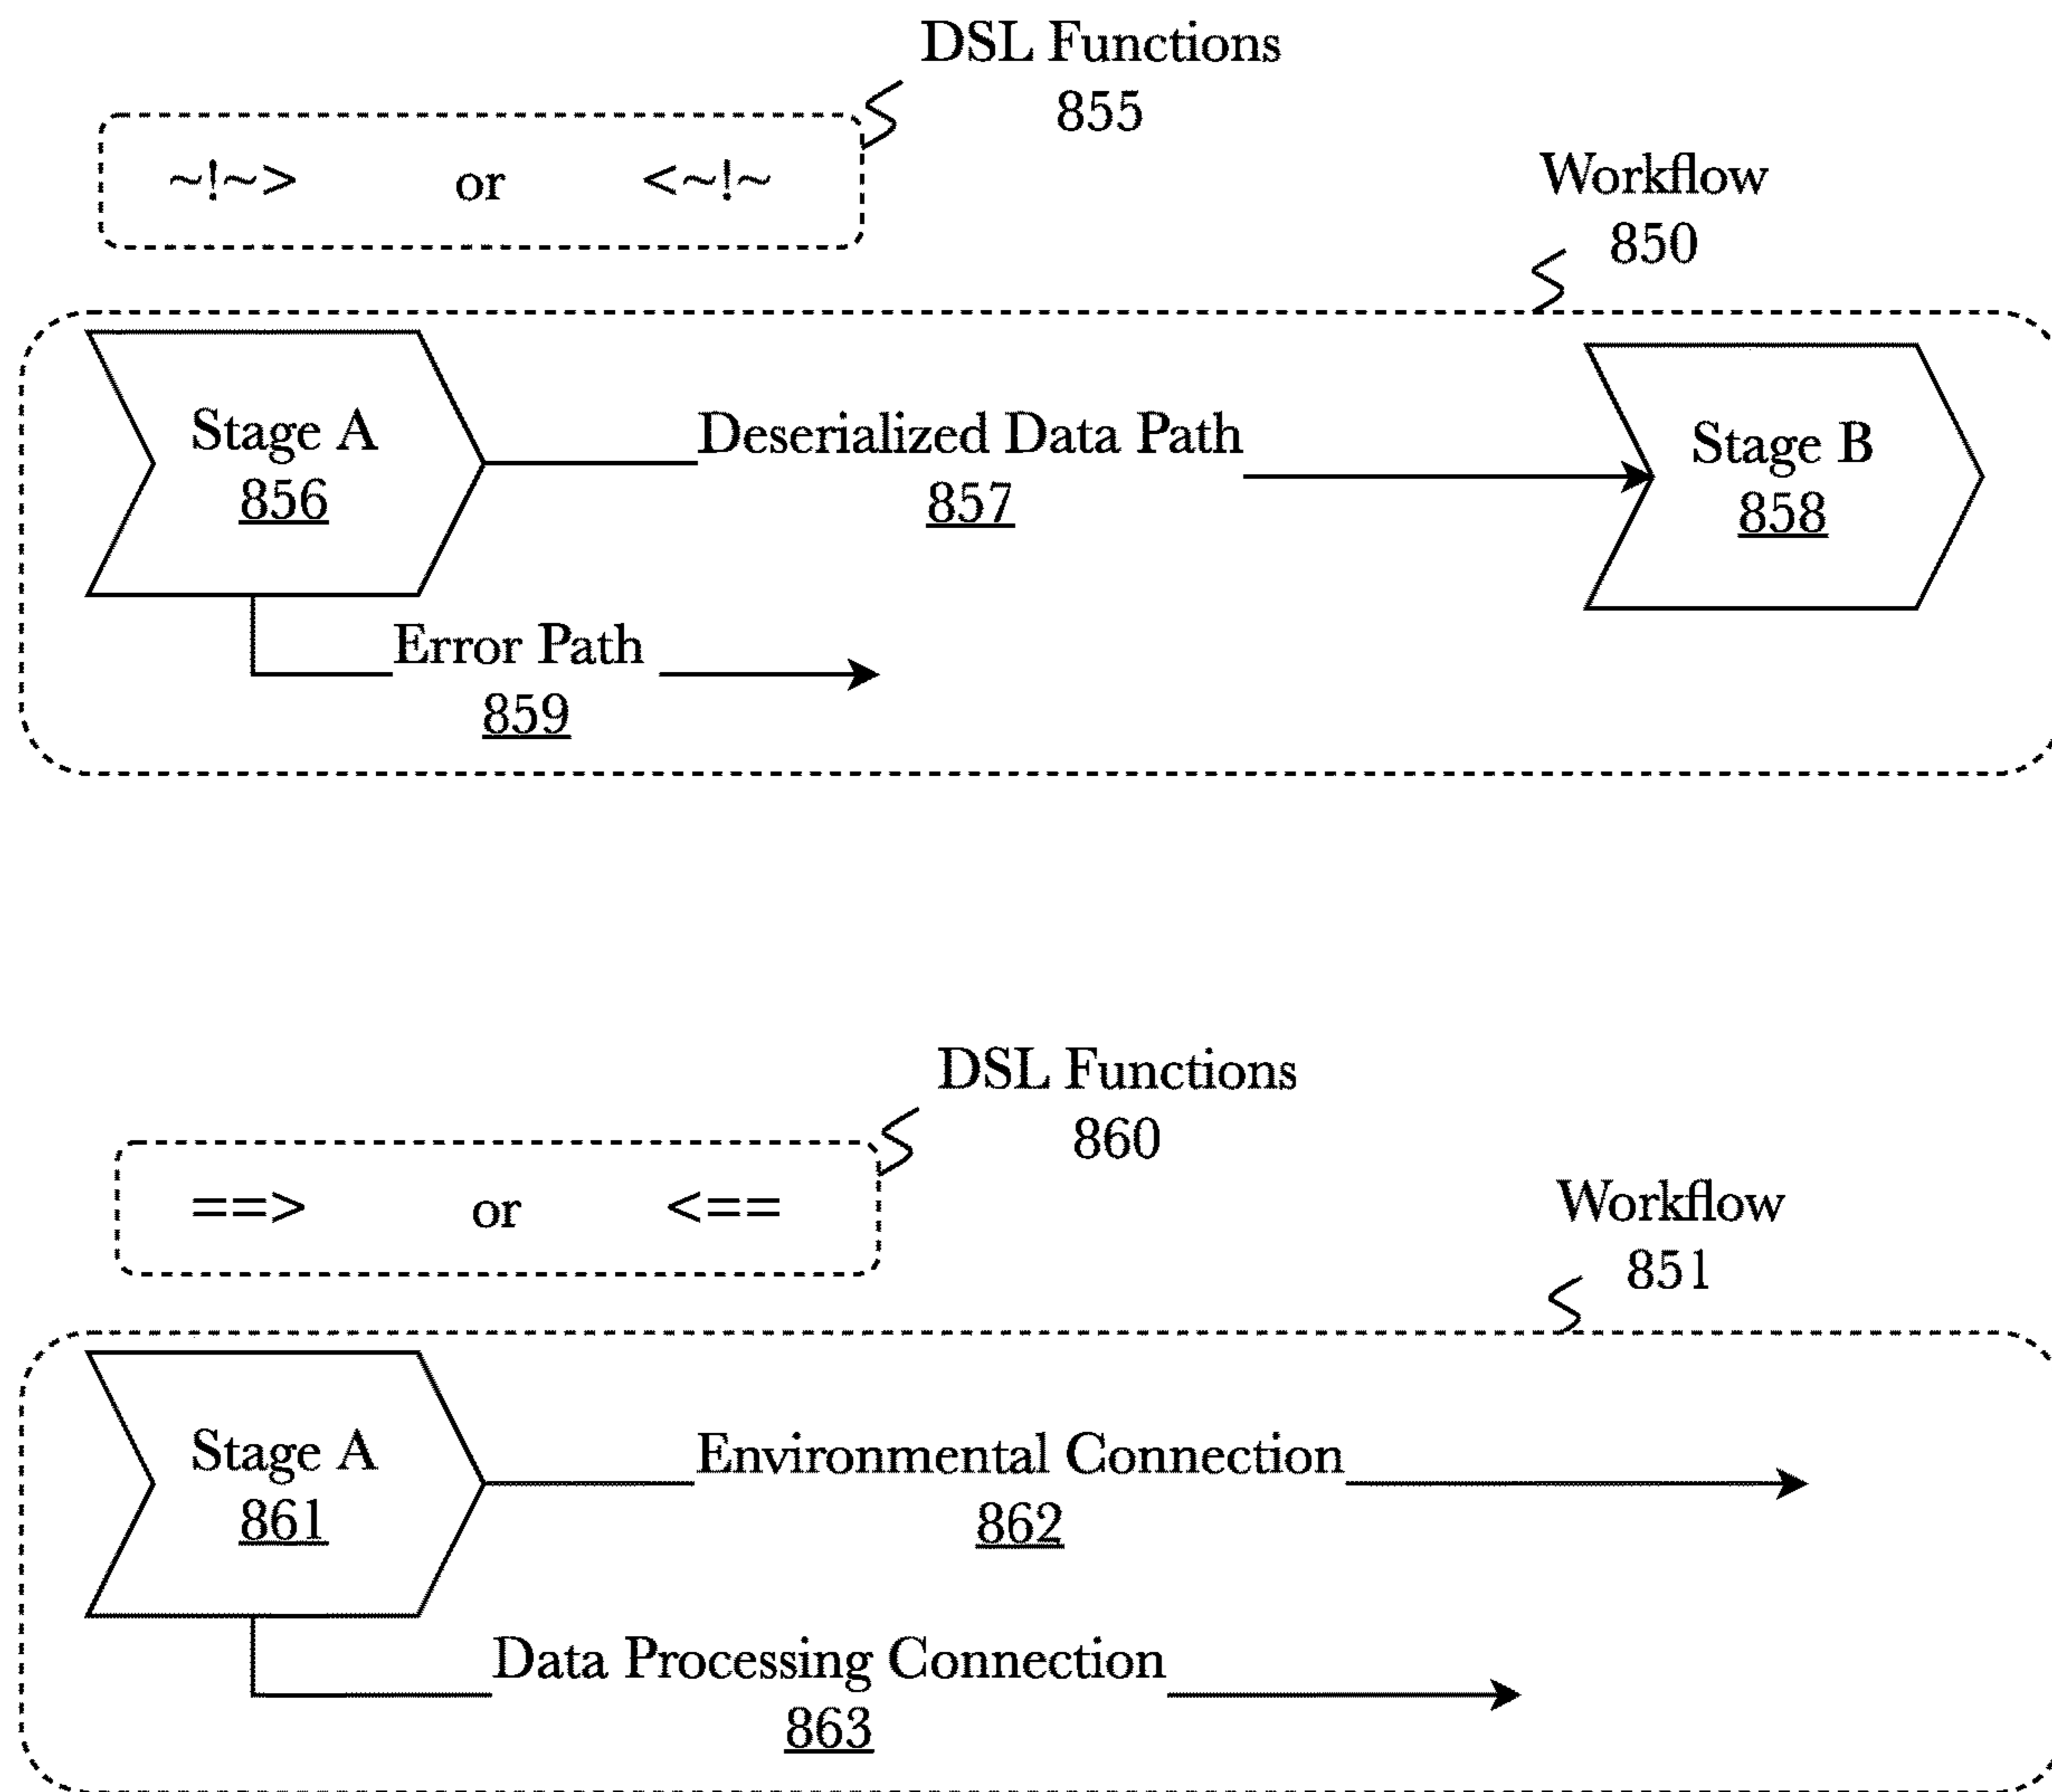 DSL Functions
855
~!~> or <~!~
Workflow
850
Stage A
856
Deserialized Data Path
857
Stage B
858
Error Path
859
DSL Functions
860
==> or <==
Workflow
851
Stage A
861
Environmental Connection
862
Data Processing Connection
863